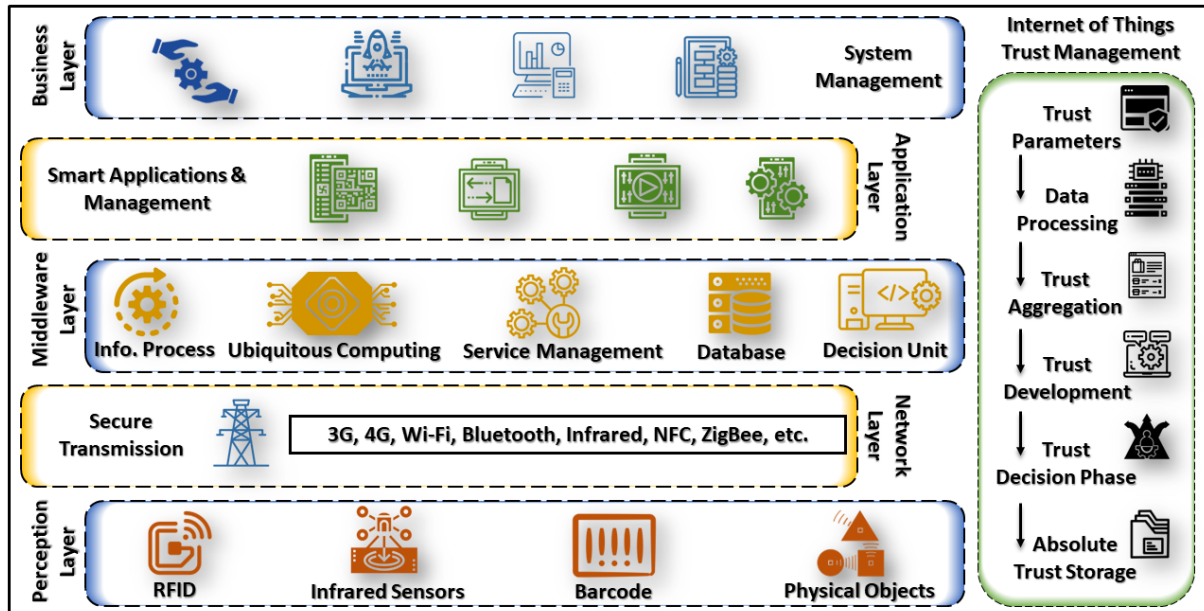 Business
Layer
System
Management
Smart Applications &
Management
Application
Layer
Middleware
Layer
Info. Process
Ubiquitous Computing
Service Management
Database
Decision Unit
</>
Secure
Transmission
3G, 4G, Wi-Fi, Bluetooth, Infrared, NFC, ZigBee, etc.
Network
Layer
Perception
Layer
RFID
Infrared Sensors
Barcode
Physical Objects
Internet of Things
Trust Management
Trust
Parameters
Data
Processing
Trust
Aggregation
Trust
Development
Trust
Decision Phase
Absolute
Trust Storage